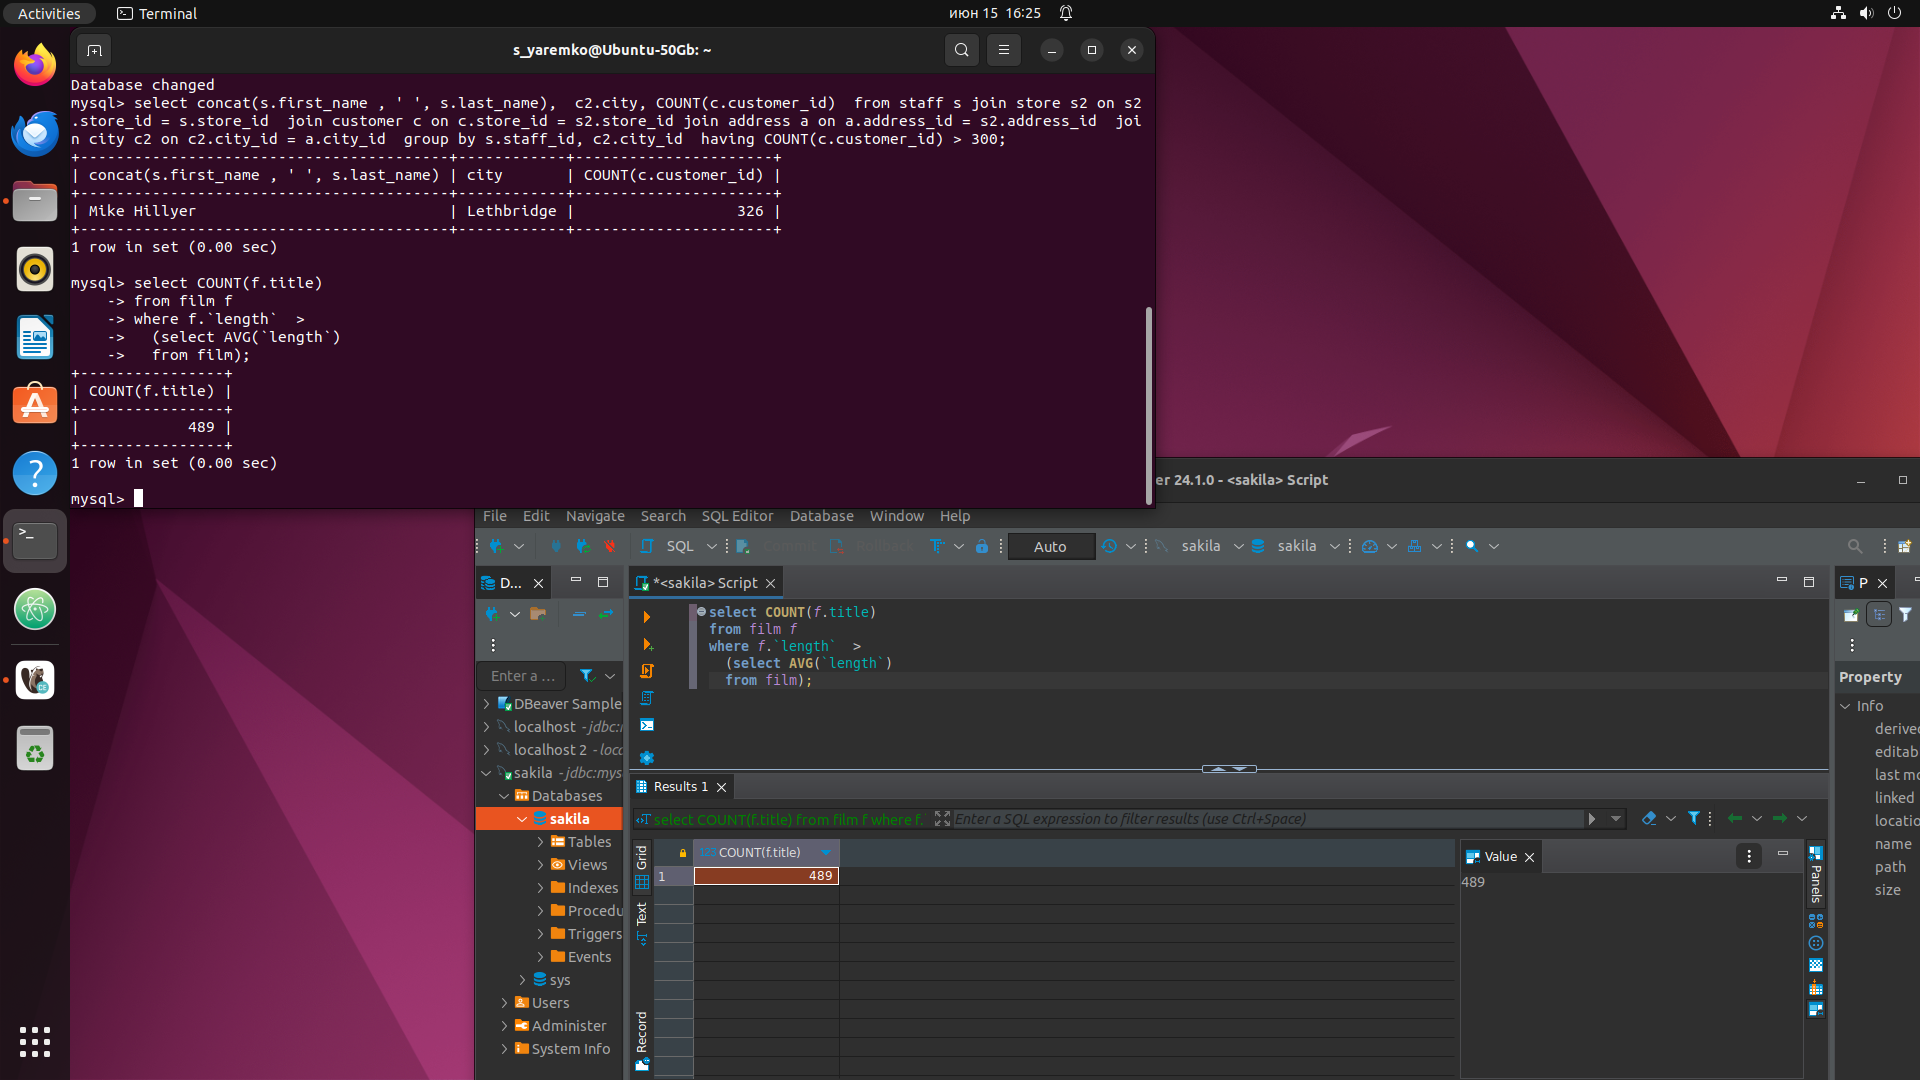 Activities
Terminal
июн 15 16:25
s_yaremko@Ubuntu-50Gb: ~
Database changed
mysql> select concat(s.first_name , ' ', s.last_name),  c2.city, COUNT(c.customer_id)  from staff s join store s2 on s2
.store_id = s.store_id  join customer c on c.store_id = s2.store_id join address a on a.address_id = s2.address_id  joi
n city c2 on c2.city_id = a.city_id  group by s.staff_id, c2.city_id  having COUNT(c.customer_id) > 300;
+-----------------------------------------+------------+----------------------+
| concat(s.first_name , ' ', s.last_name) | city       | COUNT(c.customer_id) |
+-----------------------------------------+------------+----------------------+
| Mike Hillyer                            | Lethbridge |                  326 |
+-----------------------------------------+------------+----------------------+
1 row in set (0.00 sec)
mysql> select COUNT(f.title)
    -> from film f
    -> where f.`length`  >
    ->   (select AVG(`length`)
    ->   from film);
+----------------+
| COUNT(f.title) |
+----------------+
|            489 |
+----------------+
1 row in set (0.00 sec)
mysql>
er 24.1.0 - <sakila> Script
File Edit Navigate Search SQL Editor Database Window Help
SQL Auto sakila sakila
D...
*<sakila> Script
P
select COUNT(f.title)
from film f
where f.`length`  >
  (select AVG(`length`)
  from film);
Enter a ...
DBeaver Sample
localhost - jdbc:
localhost 2 - loc
sakila - jdbc:mys
Databases
sakila
Tables
Views
Indexes
Procedu
Triggers
Events
sys
Users
Administer
System Info
Results 1
select COUNT(f.title) from film f where f.
Enter a SQL expression to filter results (use Ctrl+Space)
Grid
Text
Record
123 COUNT(f.title)
1 489
Value
489
Panels
Property
Info
derived
editab
last mo
linked
locatio
name
path
size